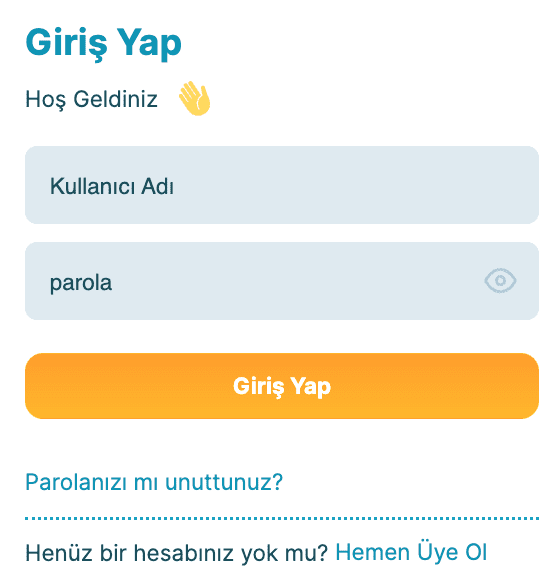 Giriş Yap
Hoş Geldiniz 👋
Kullanıcı Adı
parola
Giriş Yap
Parolanızı mı unuttunuz?
Henüz bir hesabınız yok mu? Hemen Üye Ol